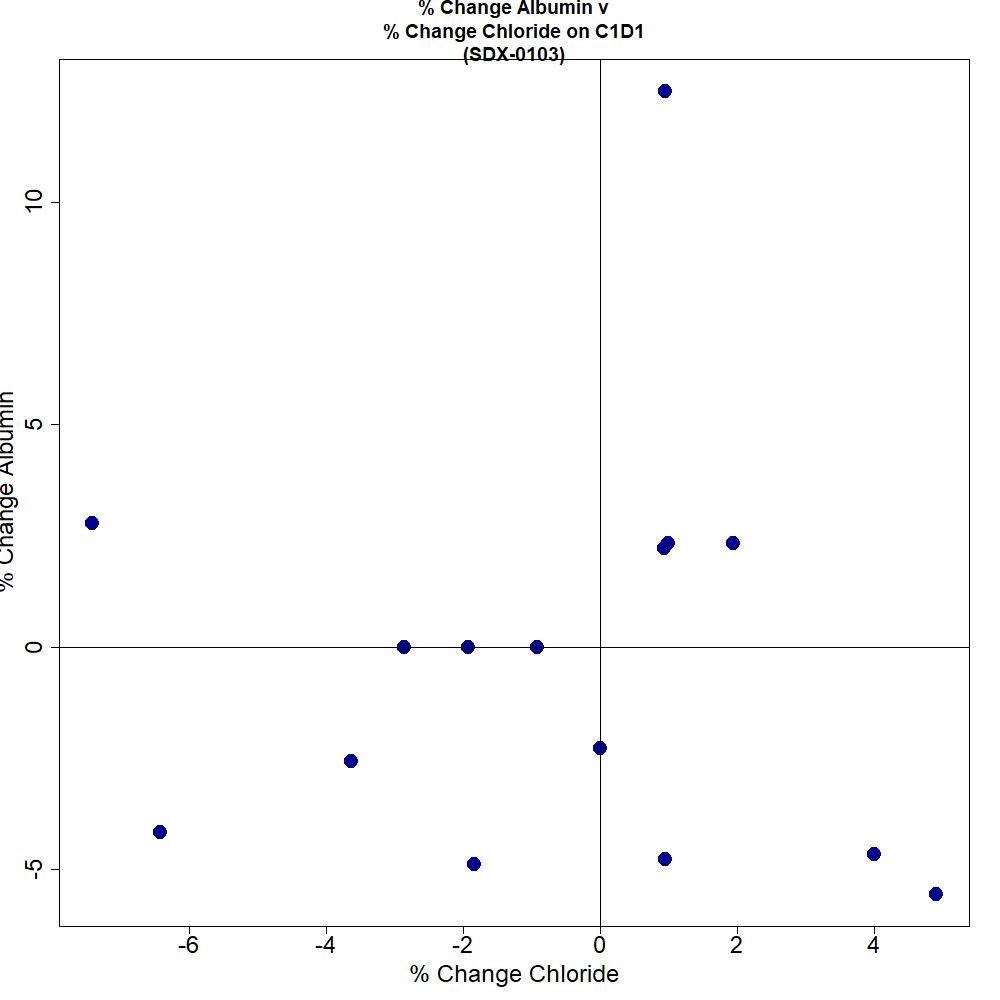 % Change Albumin v
% Change Chloride on C1D1
(SDX-0103)
10
5
0
-5
% Change Albumin
-6 -4 -2 0 2 4
% Change Chloride